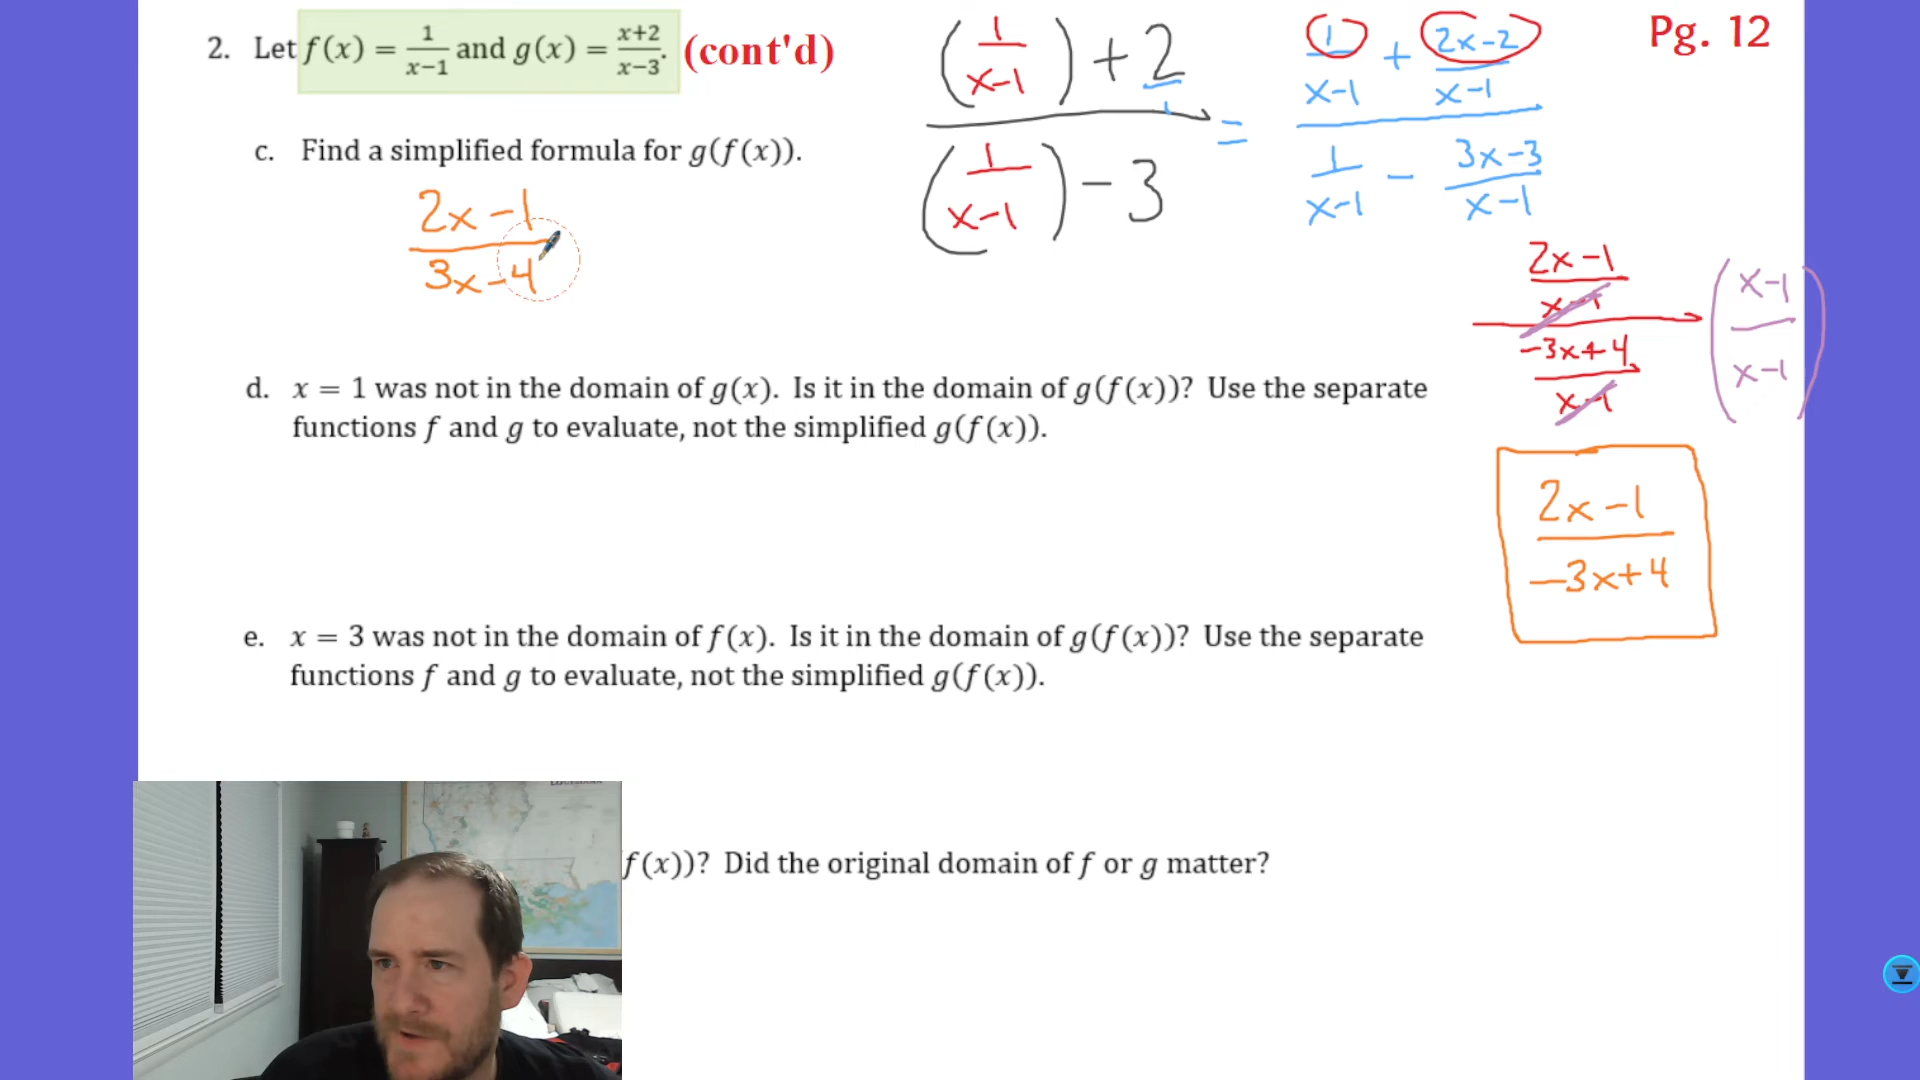 2. Let f(x) = 1/(x−1) and g(x) = (x+2)/(x−3). (cont'd)
Pg. 12
c. Find a simplified formula for g(f(x)).
2x −1
3x −4
(1/(x−1)) + 2/1
(1/(x−1)) − 3
=
1/(x−1) + (2x−2)/(x−1)
1/(x−1) − (3x−3)/(x−1)
2x −1
x−1
−3x+4
x−1
(x−1
x−1)
d. x = 1 was not in the domain of g(x). Is it in the domain of g(f(x))? Use the separate
functions f and g to evaluate, not the simplified g(f(x)).
2x −1
−3x+4
e. x = 3 was not in the domain of f(x). Is it in the domain of g(f(x))? Use the separate
functions f and g to evaluate, not the simplified g(f(x)).
f(x))? Did the original domain of f or g matter?